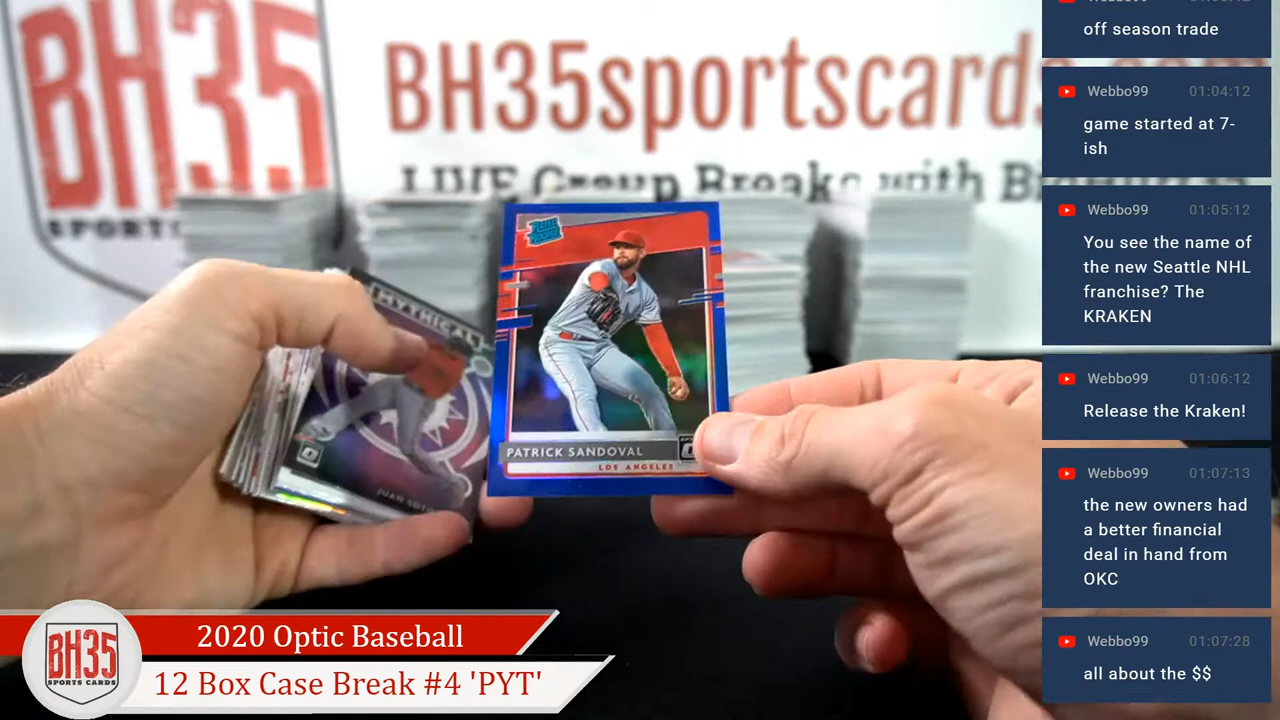 BH35
SPORTS
BH35sportscards
LIVE Group Breaks with
RATED
ROOKIE
PATRICK SANDOVAL
LOS ANGELES
MYTHICAL
JUAN SOTO
2020 Optic Baseball
12 Box Case Break #4 'PYT'
BH35
SPORTS CARDS
off season trade
Webbo99 01:04:12
game started at 7-
ish
Webbo99 01:05:12
You see the name of
the new Seattle NHL
franchise? The
KRAKEN
Webbo99 01:06:12
Release the Kraken!
Webbo99 01:07:13
the new owners had
a better financial
deal in hand from
OKC
Webbo99 01:07:28
all about the $$